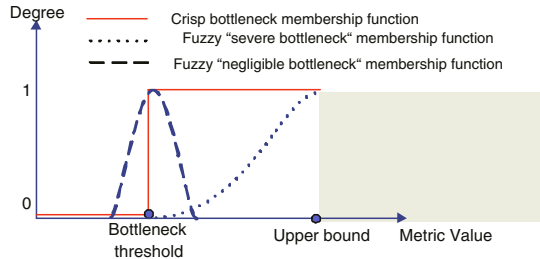 Degree
Crisp bottleneck membership function
Fuzzy “severe bottleneck“ membership function
Fuzzy “negligible bottleneck“ membership function
1
0
Bottleneck
threshold
Upper bound
Metric Value